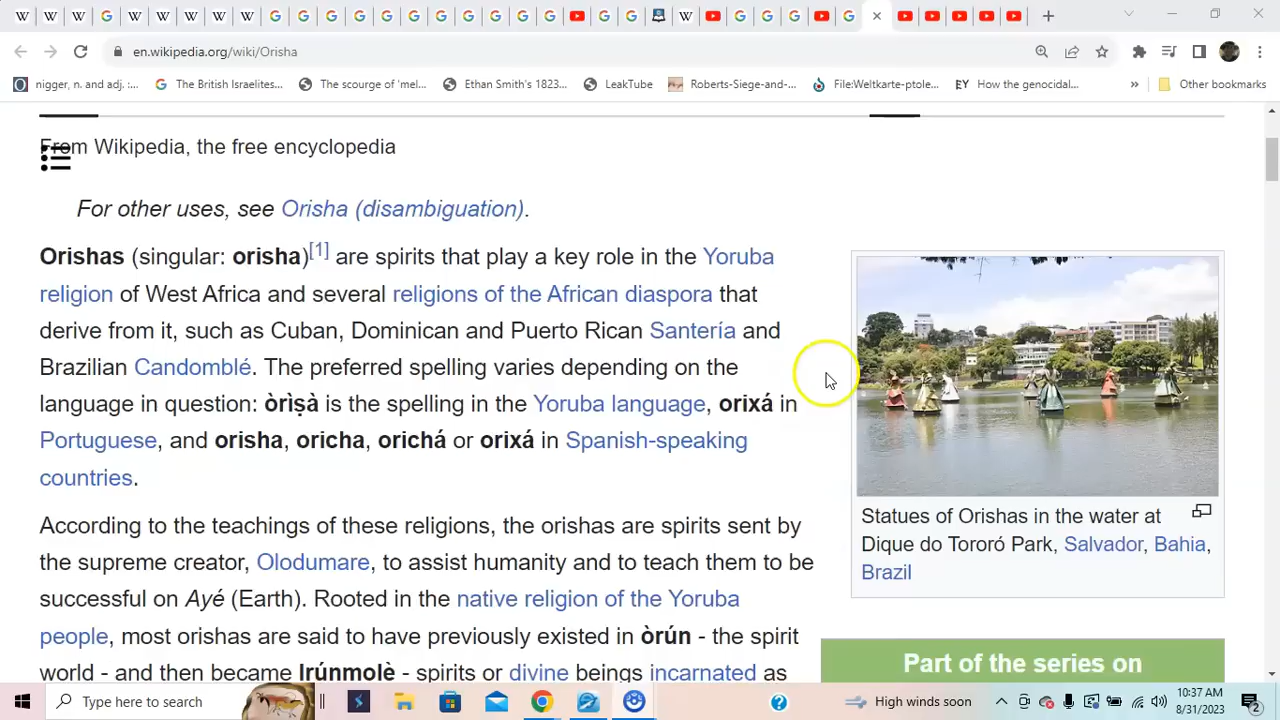 en.wikipedia.org/wiki/Orisha
nigger, n. and adj. :...
The British Israelites...
The scourge of 'mel...
Ethan Smith's 1823...
LeakTube
Roberts-Siege-and-...
File:Weltkarte-ptole...
EY
How the genocidal...
»
Other bookmarks
From Wikipedia, the free encyclopedia
For other uses, see Orisha (disambiguation).
Orishas (singular: orisha)[1] are spirits that play a key role in the Yoruba
religion of West Africa and several religions of the African diaspora that
derive from it, such as Cuban, Dominican and Puerto Rican Santería and
Brazilian Candomblé. The preferred spelling varies depending on the
language in question: òrìṣà is the spelling in the Yoruba language, orixá in
Portuguese, and orisha, oricha, orichá or orixá in Spanish-speaking
countries.
According to the teachings of these religions, the orishas are spirits sent by
the supreme creator, Olodumare, to assist humanity and to teach them to be
successful on Ayé (Earth). Rooted in the native religion of the Yoruba
people, most orishas are said to have previously existed in òrún - the spirit
world - and then became Irúnmolè - spirits or divine beings incarnated as
Statues of Orishas in the water at
Dique do Tororó Park, Salvador, Bahia,
Brazil
Part of the series on
Type here to search
High winds soon
10:37 AM
8/31/2023
2